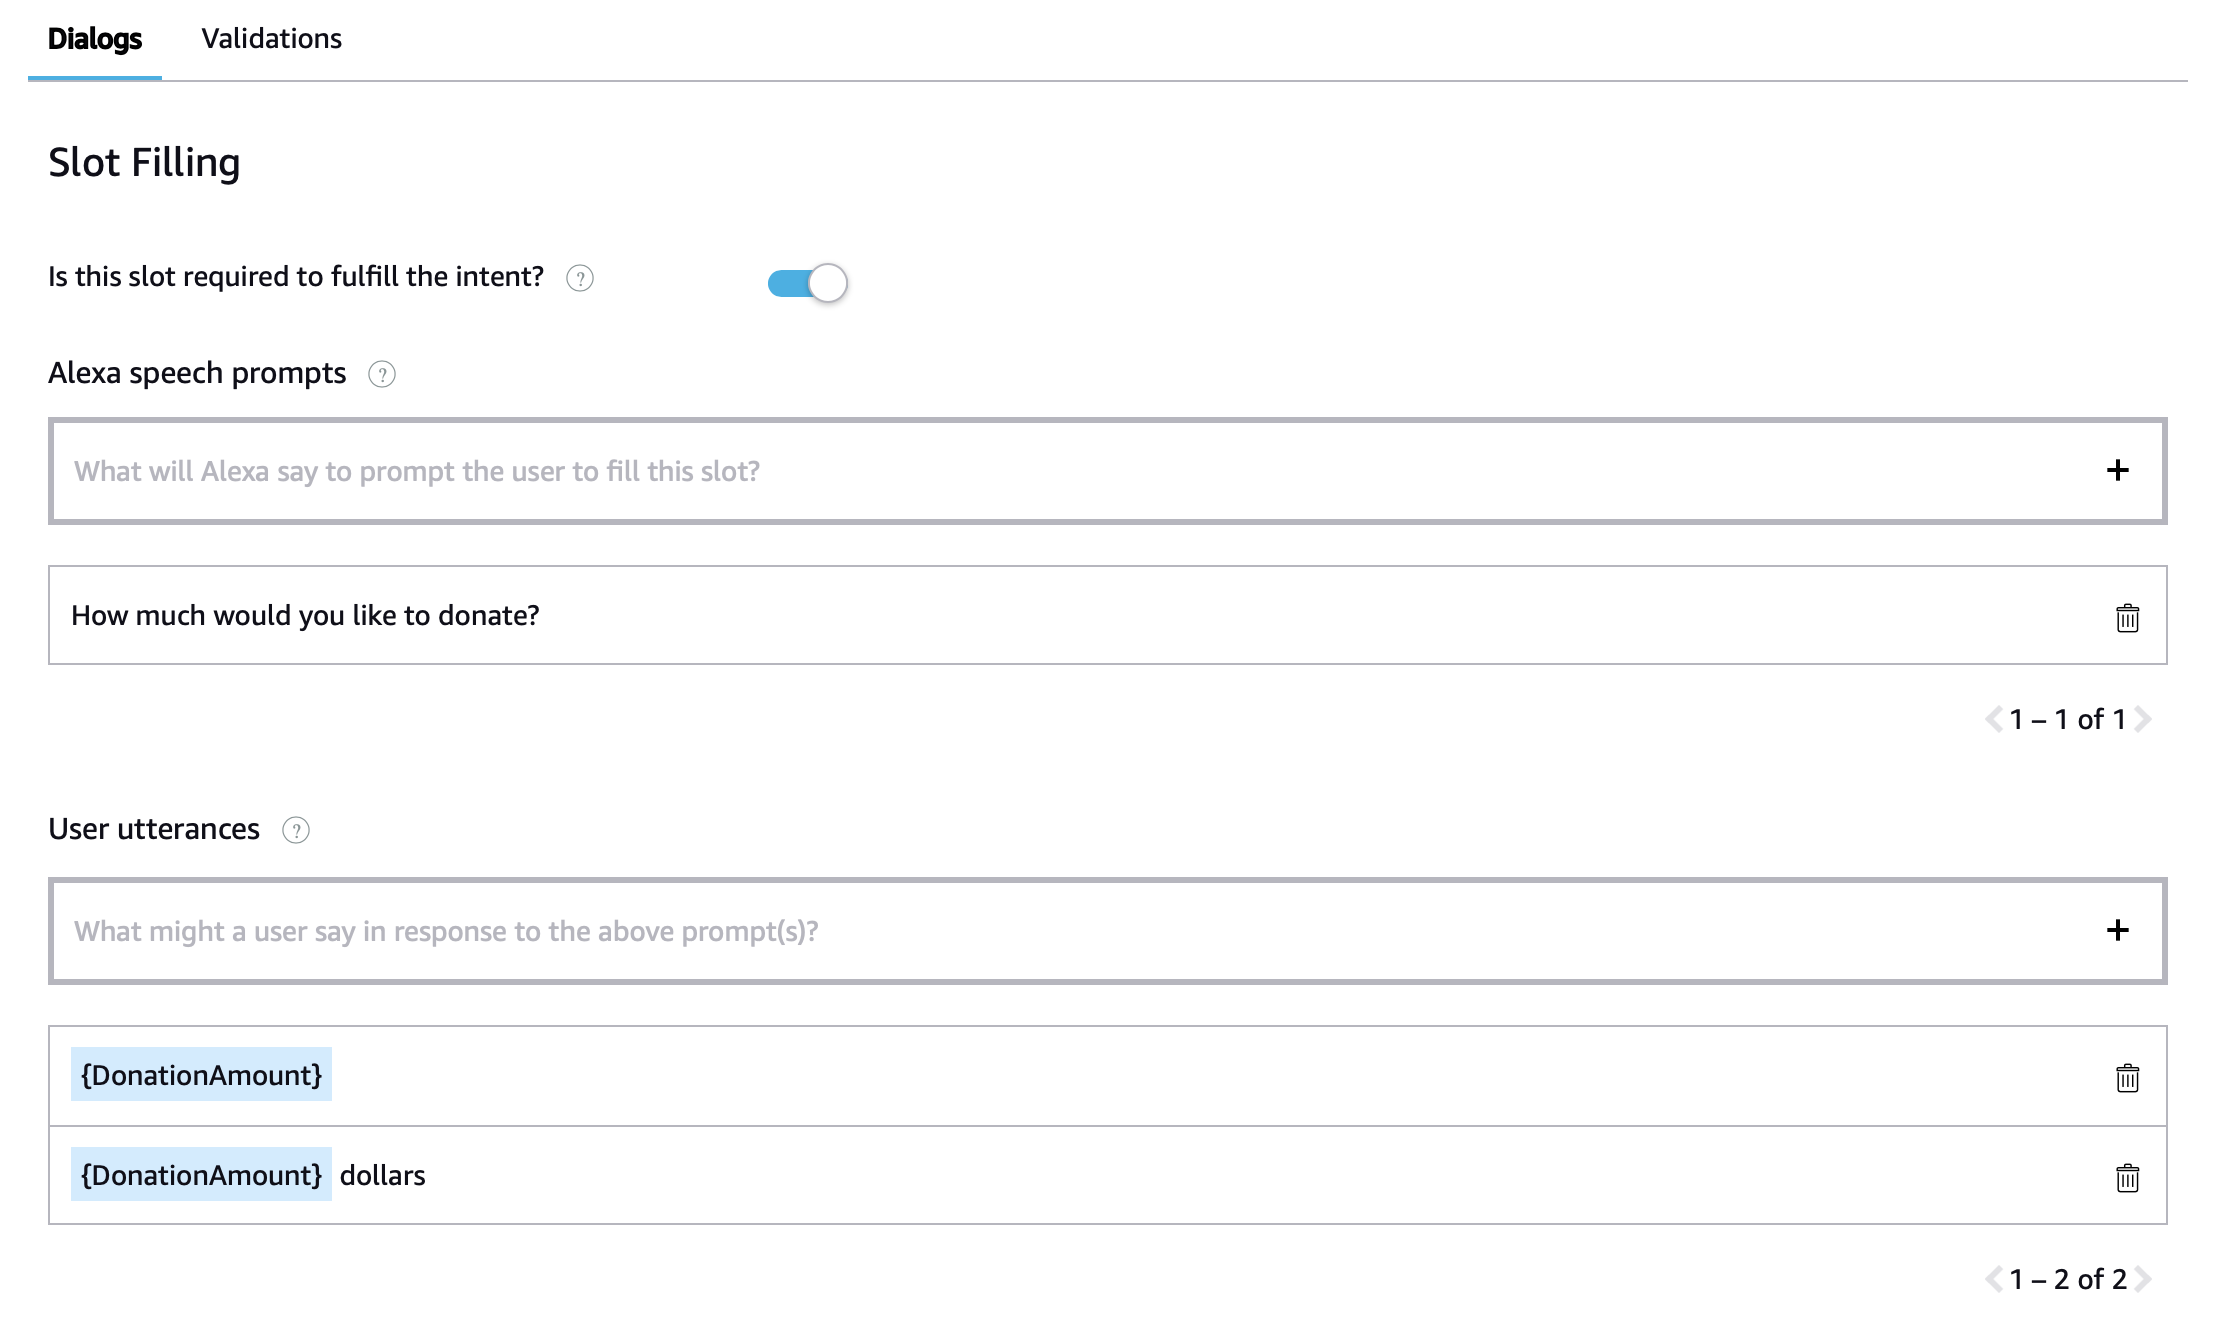 Dialogs Validations
Slot Filling
Is this slot required to fulfill the intent? ?
Alexa speech prompts ?
What will Alexa say to prompt the user to fill this slot? +
How much would you like to donate?
1 – 1 of 1
User utterances ?
What might a user say in response to the above prompt(s)? +
{DonationAmount}
{DonationAmount} dollars
1 – 2 of 2